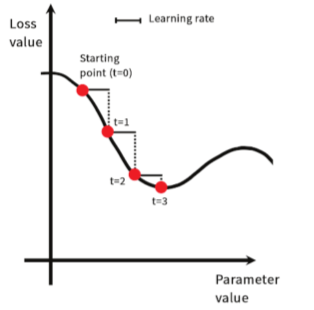 Loss
value
Learning rate
Starting
point (t=0)
t=1
t=2
t=3
Parameter
value